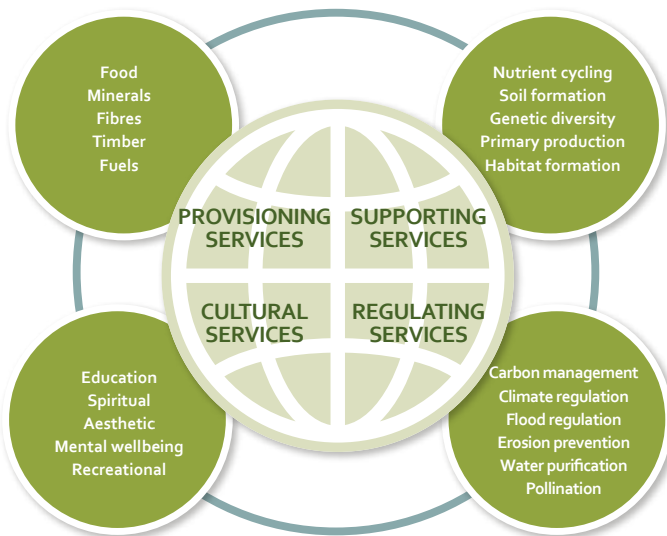 Food
Minerals
Fibres
Timber
Fuels
Nutrient cycling
Soil formation
Genetic diversity
Primary production
Habitat formation
PROVISIONING
SERVICES
SUPPORTING
SERVICES
CULTURAL
SERVICES
REGULATING
SERVICES
Education
Spiritual
Aesthetic
Mental wellbeing
Recreational
Carbon management
Climate regulation
Flood regulation
Erosion prevention
Water purification
Pollination